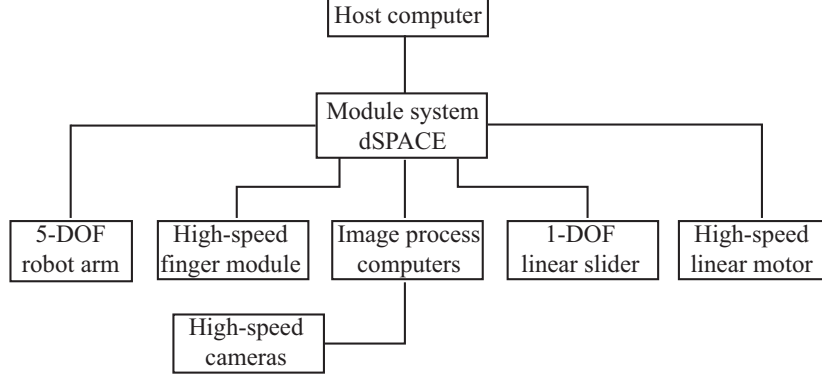 Host computer
Module system
dSPACE
5-DOF
robot arm
High-speed
finger module
Image process
computers
1-DOF
linear slider
High-speed
linear motor
High-speed
cameras